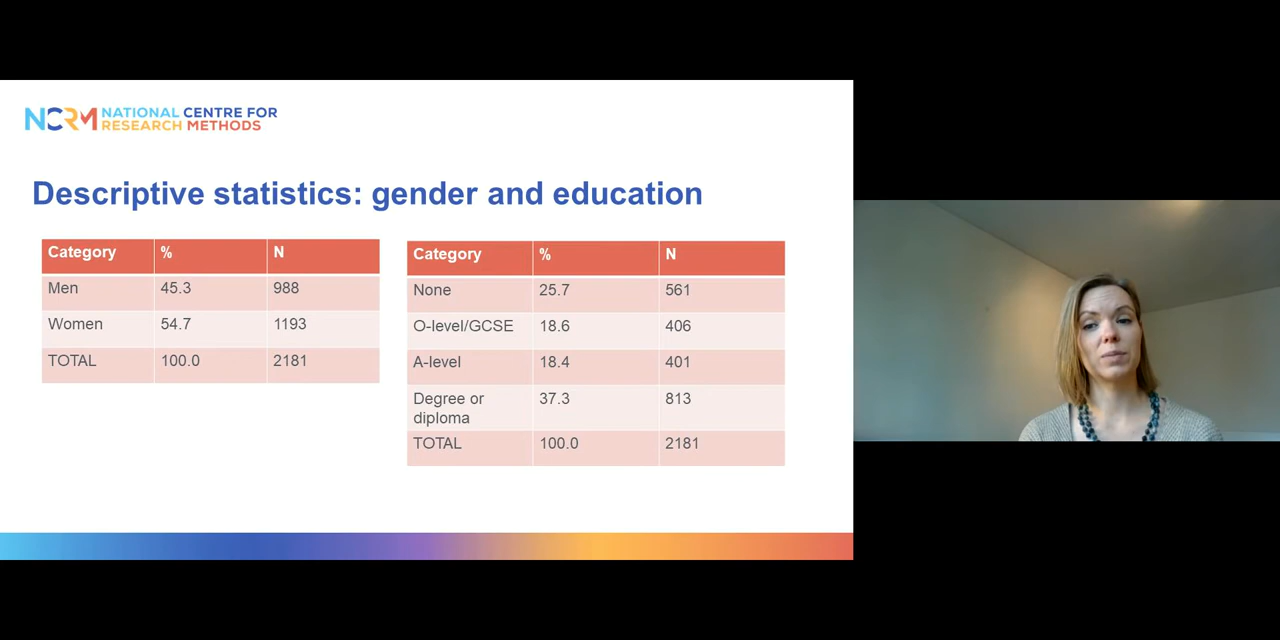 NCRM NATIONAL CENTRE FOR
RESEARCH METHODS
Descriptive statistics: gender and education
Category % N
Men 45.3 988
Women 54.7 1193
TOTAL 100.0 2181
Category % N
None 25.7 561
O-level/GCSE 18.6 406
A-level 18.4 401
Degree or 37.3 813
diploma
TOTAL 100.0 2181